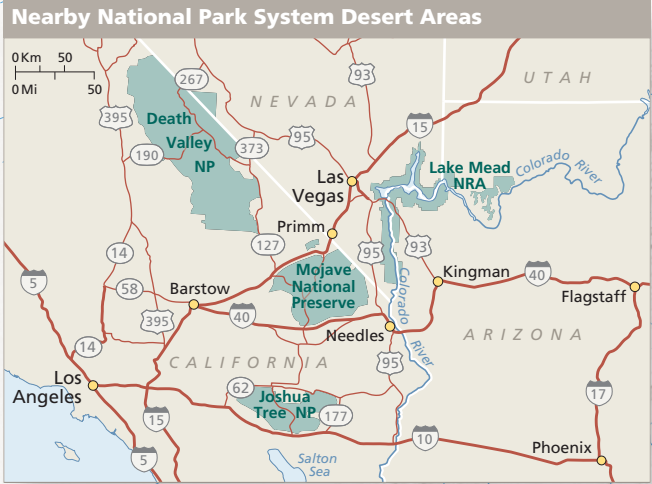 Nearby National Park System Desert Areas
0 Km 50
0 Mi 50
267
93
UTAH
NEVADA
395
Death
Valley
NP
190
373
95
15
Las
Vegas
Lake Mead
NRA
Colorado River
Primm
127
95
93
14
5
58
Barstow
Mojave
National
Preserve
Colorado
River
Kingman
40
Flagstaff
395
40
Needles
ARIZONA
14
CALIFORNIA
95
Los
Angeles
62
Joshua
Tree NP
177
17
15
10
5
Salton
Sea
Phoenix